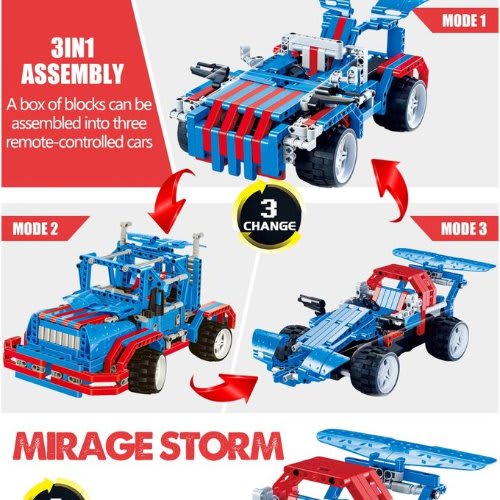 MODE 1
3IN1
ASSEMBLY
A box of blocks can be
assembled into three
remote-controlled cars
3
CHANGE
MODE 2
MODE 3
MIRAGE STORM